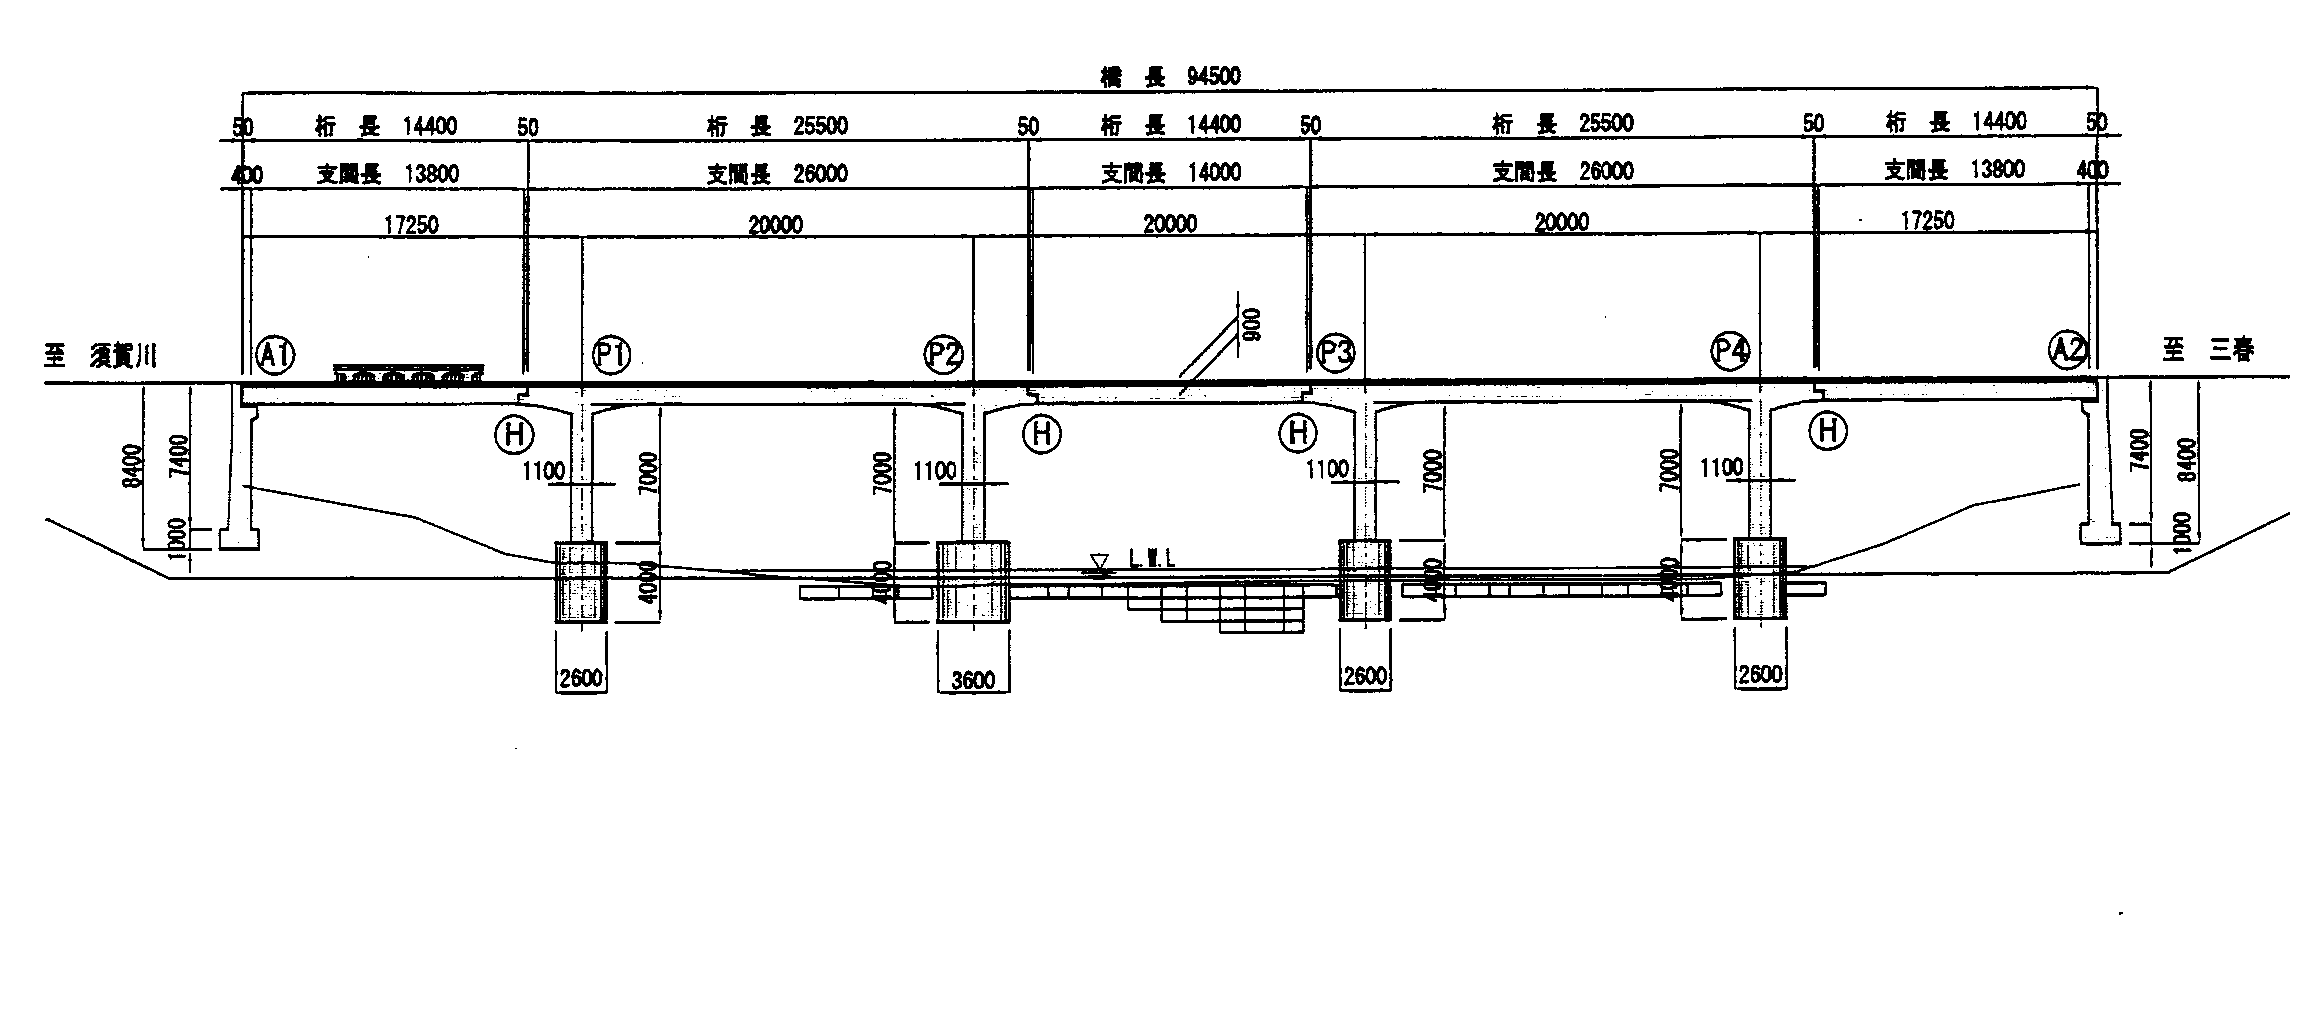 橋 長 94500
50 桁 長 14400 50 桁 長 25500 50 桁 長 14400 50 桁 長 25500 50 桁 長 14400 50
400 支間長 13800 支間長 26000 支間長 14000 支間長 26000 支間長 13800 400
17250 20000 20000 20000 17250
900
至 須賀川 A1 P1 P2 P3 P4 A2 至 三春
H H H H
8400 7400 1100 7000 7000 1100 1100 7000 7000 1100 7400 8400
1000 4000 4000 L.W.L 4000 4000 1000
2600 3600 2600 2600